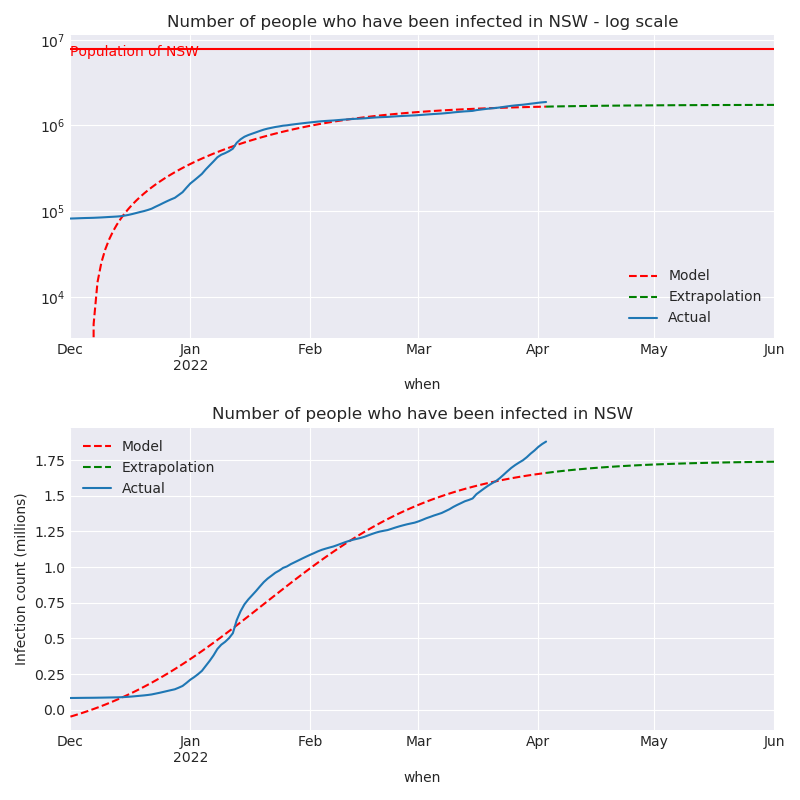 Number of people who have been infected in NSW - log scale
10⁷
Population of NSW
10⁶
10⁵
10⁴
Model
Extrapolation
Actual
Dec Jan Feb Mar Apr May Jun
2022
when
Number of people who have been infected in NSW
Model
Extrapolation
Actual
Infection count (millions)
1.75
1.5
1.25
1.0
0.75
0.5
0.25
0.0
Dec Jan Feb Mar Apr May Jun
2022
when